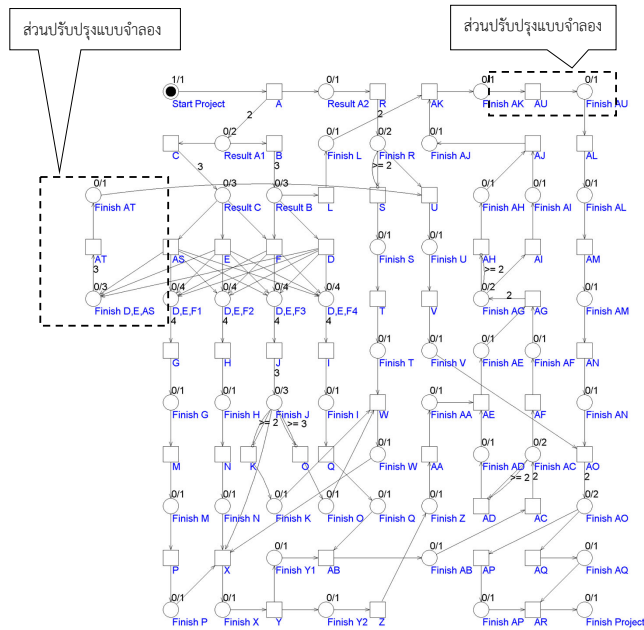 ส่วนปรับปรุงแบบจำลอง
ส่วนปรับปรุงแบบจำลอง
1/1 0/1 0/1 0/1
Start Project A Result A2 R AK Finish AK AU Finish AU
2 2
0/2 0/1 0/2 0/1
C Result A1 B Finish L Finish R Finish AJ AJ AL
3 3 >= 2
0/1 0/3 0/3 0/1 0/1 0/1
Finish AT Result C Result B L S U Finish AH Finish AI Finish AL
0/1 0/1
AT AS E F D Finish S Finish U AH AI AM
3 >= 2
0/3 0/4 0/4 0/4 0/4 0/2 2 0/1
Finish D,E,AS D,E,F1 D,E,F2 D,E,F3 D,E,F4 T V Finish AG AG Finish AM
4 4 4 4
0/1 0/1 0/1 0/1
G H J I Finish T Finish V Finish AE Finish AF AN
3
0/1 0/1 0/3 0/1 0/1 0/1
Finish G Finish H Finish J Finish I W Finish AA AE AF Finish AN
>= 2 >= 3
0/1 0/1 0/2
M N K O Q Finish W AA Finish AD Finish AC AO
>= 2 2
0/1 0/1 0/1 0/1 0/1 0/1 0/2
Finish M Finish N Finish K Finish O Finish Q Finish Z AD AC Finish AO
0/1 0/1 0/1
P X Finish Y1 AB Finish AB AP AQ Finish AQ
0/1 0/1 0/1 0/1 0/1
Finish P Finish X Y Finish Y2 Z Finish AP AR Finish Project